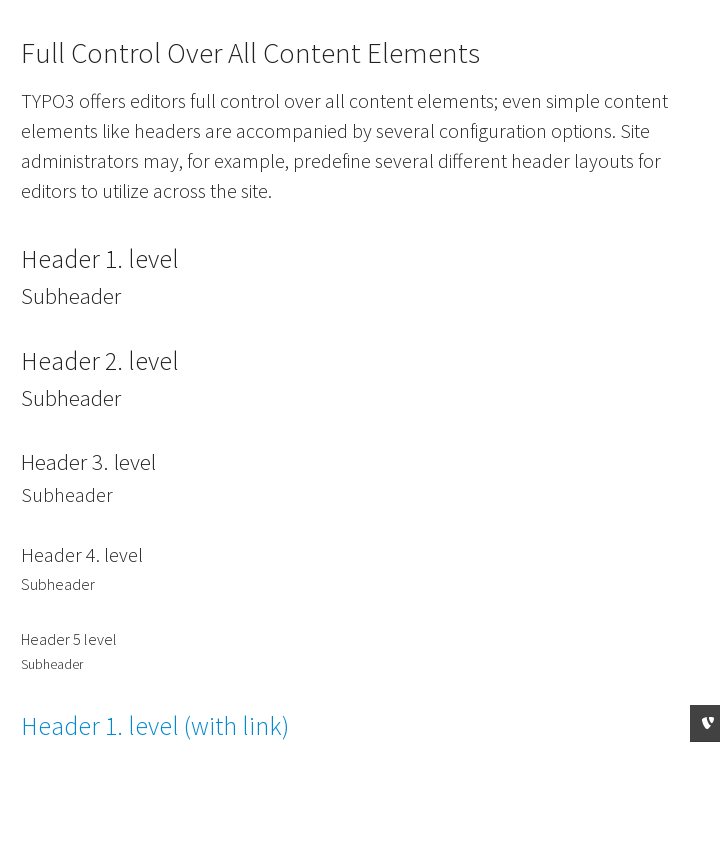 Full Control Over All Content Elements
TYPO3 offers editors full control over all content elements; even simple content
elements like headers are accompanied by several configuration options. Site
administrators may, for example, predefine several different header layouts for
editors to utilize across the site.
Header 1. level
Subheader
Header 2. level
Subheader
Header 3. level
Subheader
Header 4. level
Subheader
Header 5 level
Subheader
Header 1. level (with link)